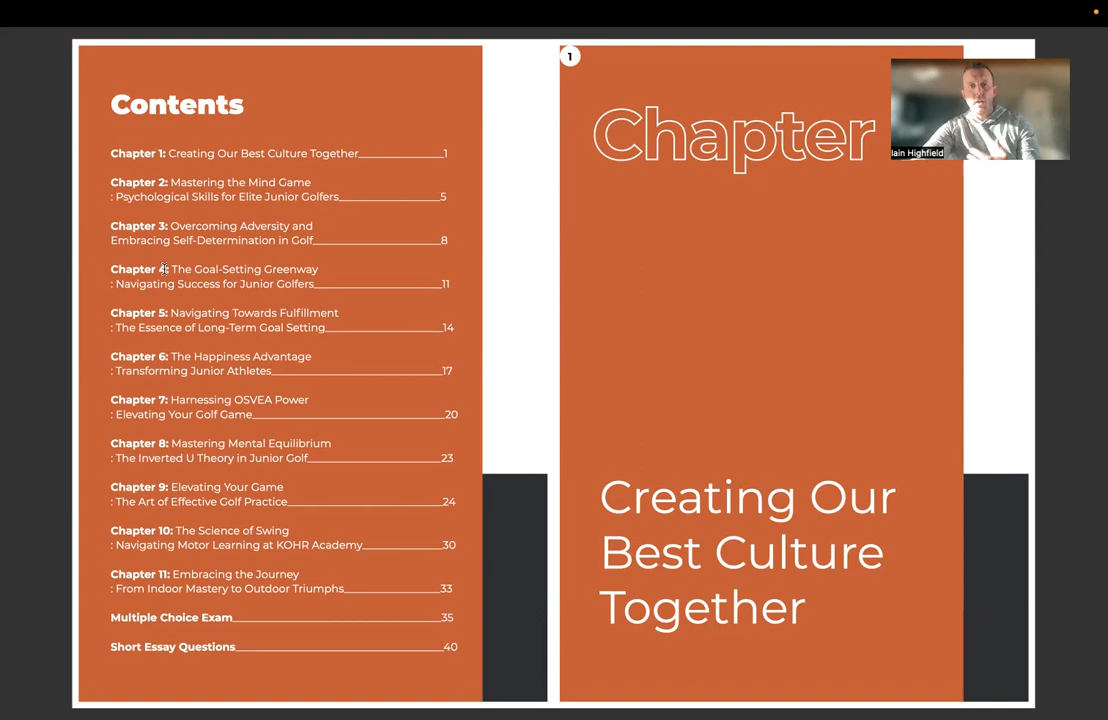 Contents
Chapter 1: Creating Our Best Culture Together 1
Chapter 2: Mastering the Mind Game
: Psychological Skills for Elite Junior Golfers 5
Chapter 3: Overcoming Adversity and
Embracing Self-Determination in Golf 8
Chapter 4: The Goal-Setting Greenway
: Navigating Success for Junior Golfers 11
Chapter 5: Navigating Towards Fulfillment
: The Essence of Long-Term Goal Setting 14
Chapter 6: The Happiness Advantage
: Transforming Junior Athletes 17
Chapter 7: Harnessing OSVEA Power
: Elevating Your Golf Game 20
Chapter 8: Mastering Mental Equilibrium
: The Inverted U Theory in Junior Golf 23
Chapter 9: Elevating Your Game
: The Art of Effective Golf Practice 24
Chapter 10: The Science of Swing
: Navigating Motor Learning at KOHR Academy 30
Chapter 11: Embracing the Journey
: From Indoor Mastery to Outdoor Triumphs 33
Multiple Choice Exam 35
Short Essay Questions 40
1
Chapter
Creating Our
Best Culture
Together
Iain Highfield